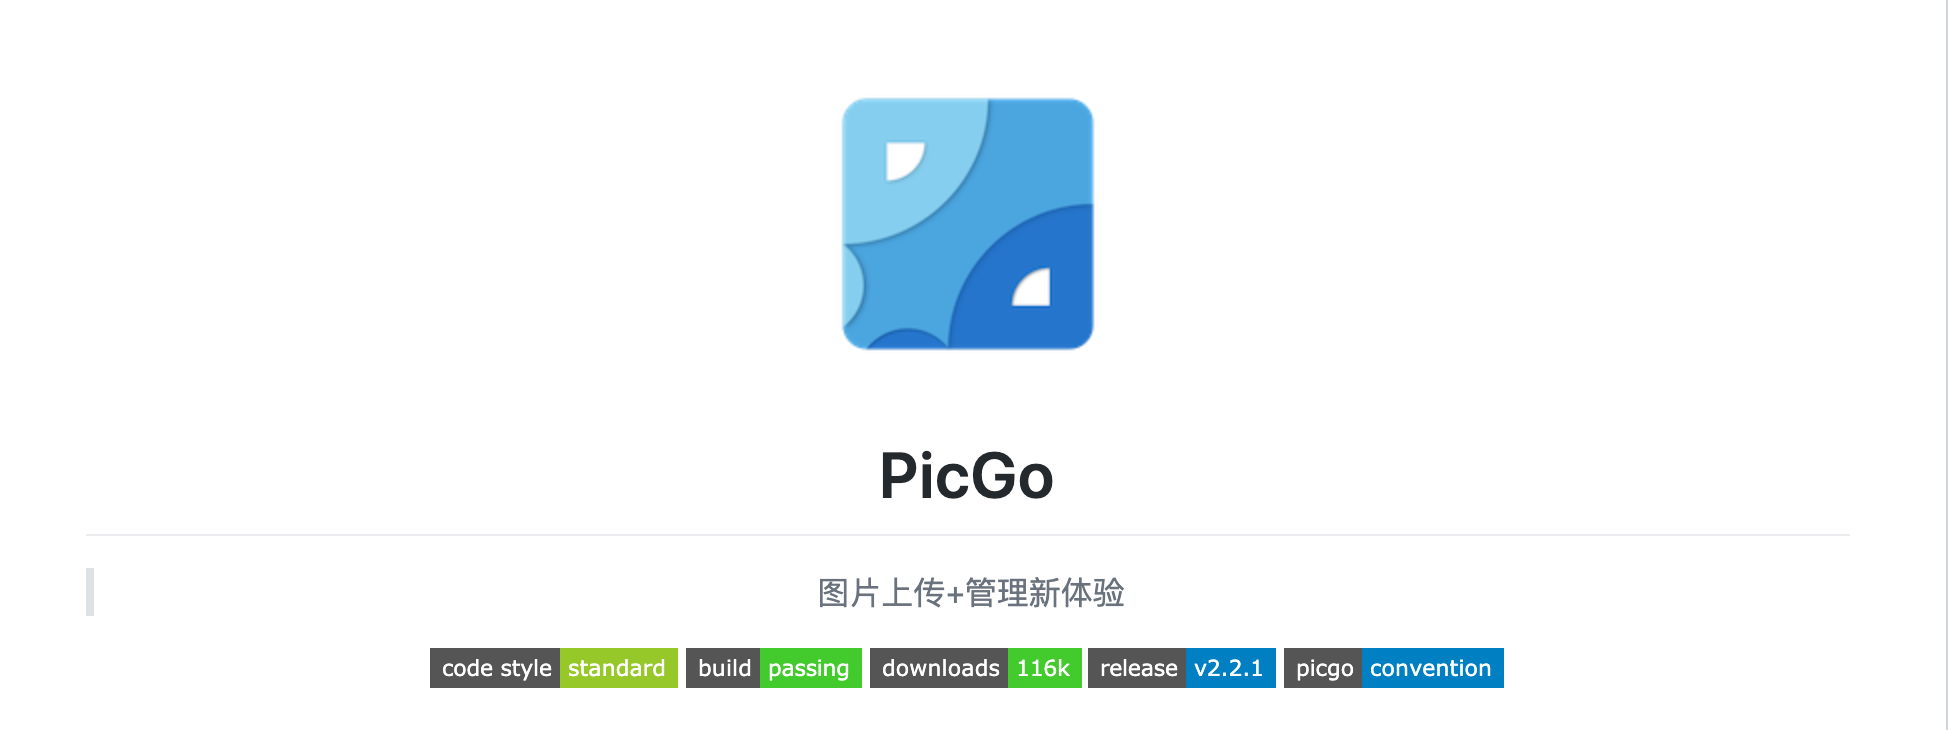 PicGo
图片上传+管理新体验
code style standard build passing downloads 116k release v2.2.1 picgo convention